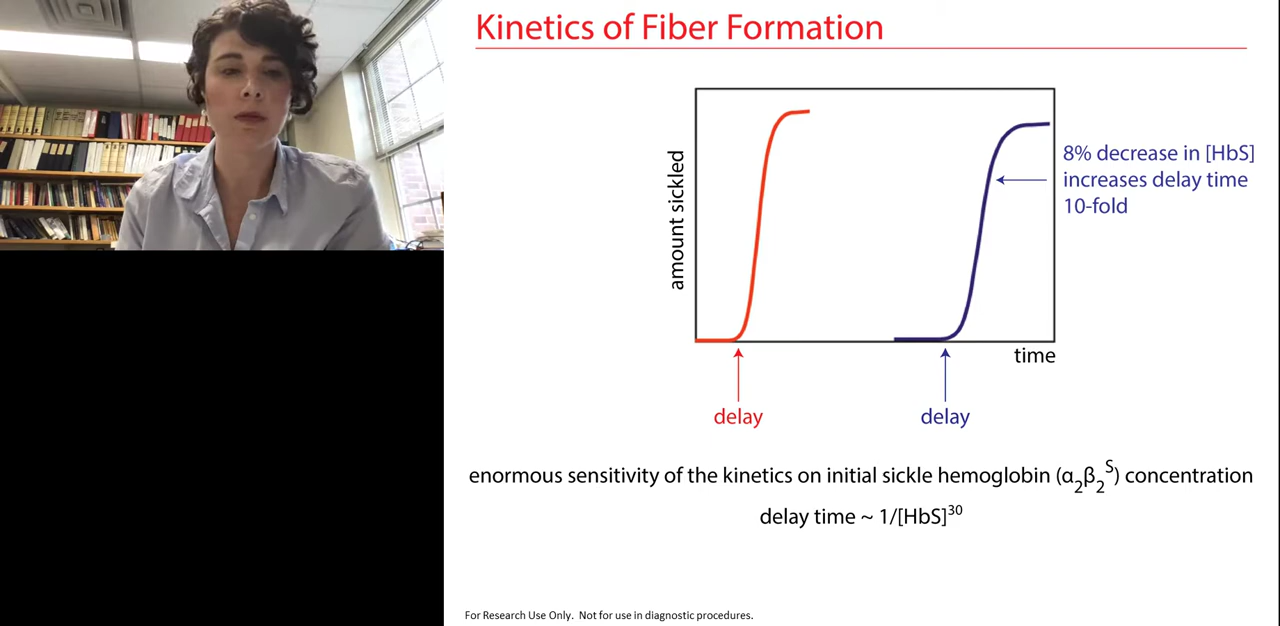 Kinetics of Fiber Formation
amount sickled
8% decrease in [HbS]
increases delay time
10-fold
time
delay
delay
enormous sensitivity of the kinetics on initial sickle hemoglobin (α₂β₂ˢ) concentration
delay time ~ 1/[HbS]³⁰
For Research Use Only. Not for use in diagnostic procedures.